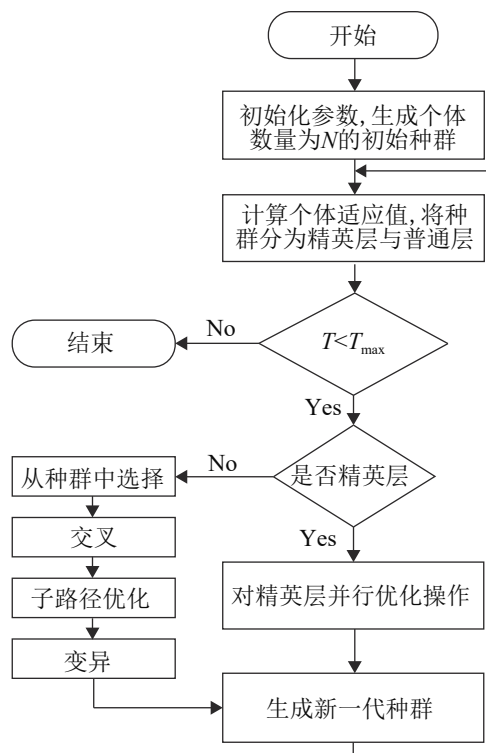 开始
初始化参数,生成个体
数量为N的初始种群
计算个体适应值,将种
群分为精英层与普通层
T<Tmax
No
结束
Yes
是否精英层
No
从种群中选择
交叉
子路径优化
变异
Yes
对精英层并行优化操作
生成新一代种群